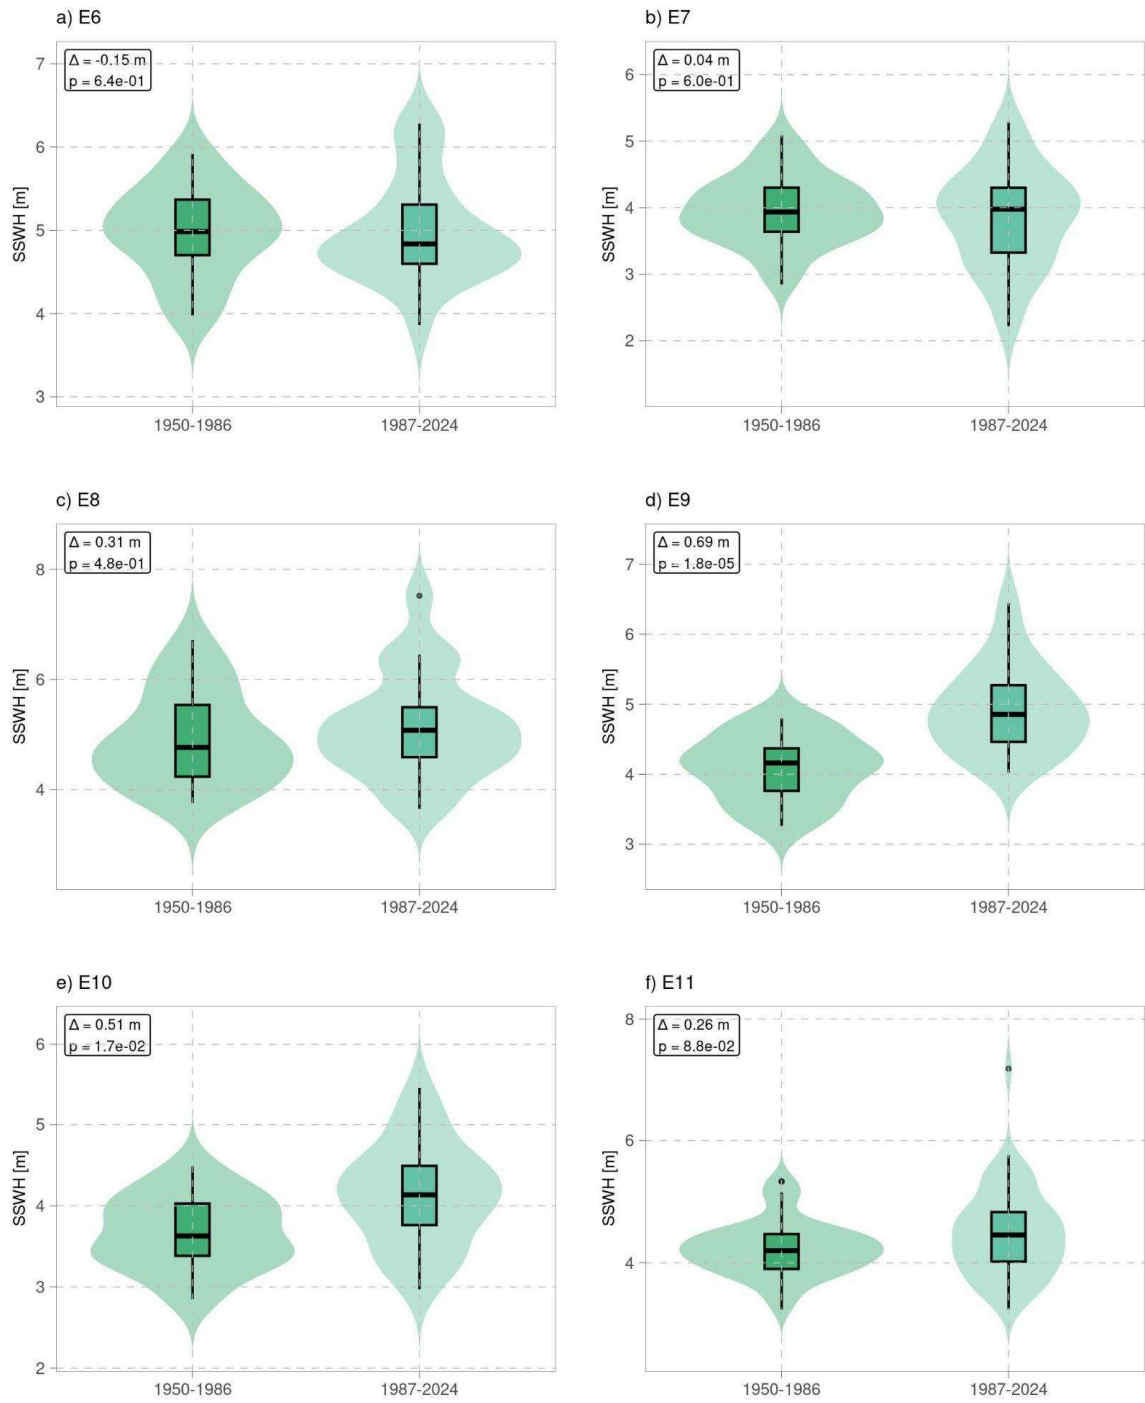 a) E6
Δ = -0.15 m
p = 6.4e-01
7
6
5
4
3
SSWH [m]
1950-1986
1987-2024
b) E7
Δ = 0.04 m
p = 6.0e-01
6
5
4
3
2
SSWH [m]
1950-1986
1987-2024
c) E8
Δ = 0.31 m
p = 4.8e-01
8
6
4
SSWH [m]
1950-1986
1987-2024
d) E9
Δ = 0.69 m
p = 1.8e-05
7
6
5
4
3
SSWH [m]
1950-1986
1987-2024
e) E10
Δ = 0.51 m
p = 1.7e-02
6
5
4
3
2
SSWH [m]
1950-1986
1987-2024
f) E11
Δ = 0.26 m
p = 8.8e-02
8
6
4
SSWH [m]
1950-1986
1987-2024